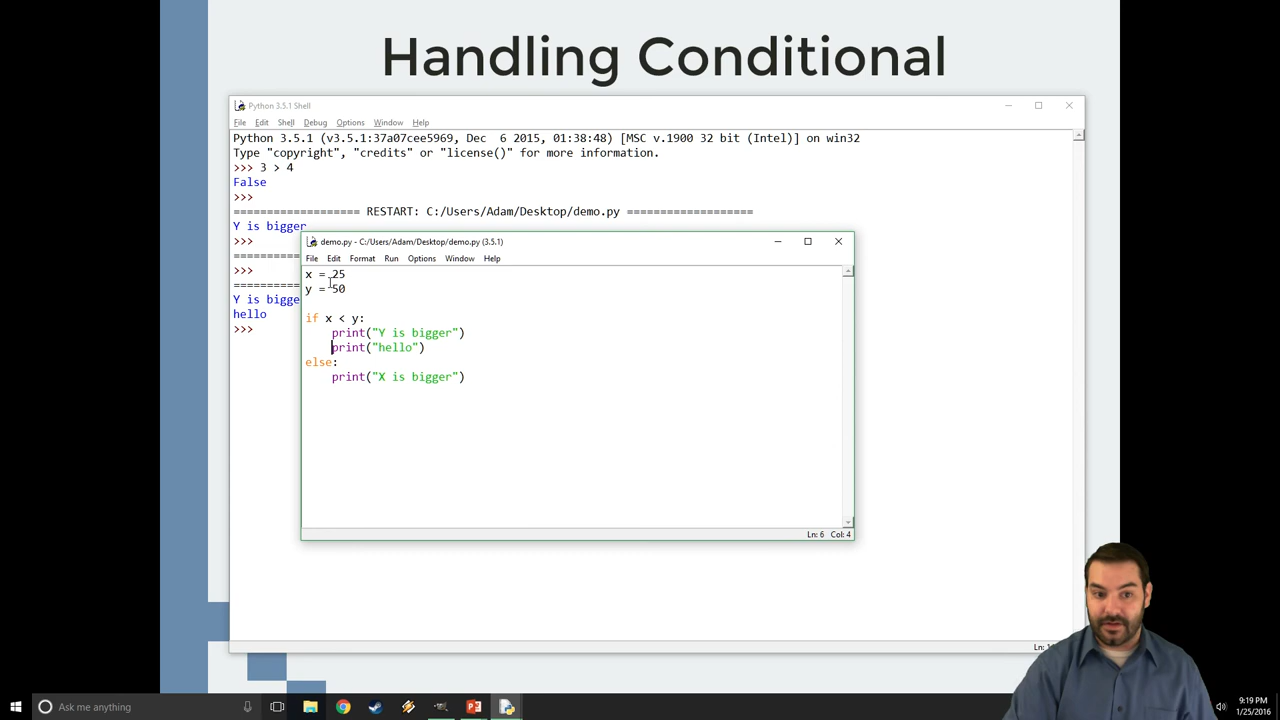 Handling Conditional
Python 3.5.1 Shell
File Edit Shell Debug Options Window Help
Python 3.5.1 (v3.5.1:37a07cee5969, Dec  6 2015, 01:38:48) [MSC v.1900 32 bit (Intel)] on win32
Type "copyright", "credits" or "license()" for more information.
>>> 3 > 4
False
>>>
=================== RESTART: C:/Users/Adam/Desktop/demo.py ===================
Y is bigger
>>>
>>>
Y is bigge
hello
>>>
demo.py - C:/Users/Adam/Desktop/demo.py (3.5.1)
File Edit Format Run Options Window Help
x = 25
y = 50
if x < y:
    print("Y is bigger")
    print("hello")
else:
    print("X is bigger")
Ln: 6 Col: 4
Ln:
Ask me anything
9:19 PM
1/25/2016